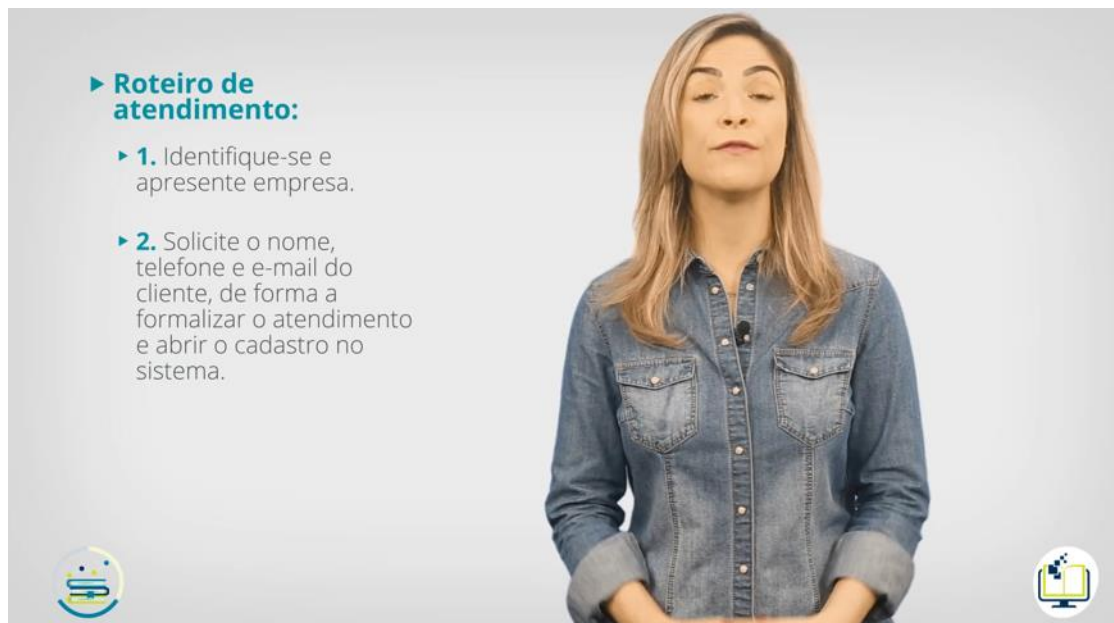 Roteiro de
atendimento:
1. Identifique-se e
apresente empresa.
2. Solicite o nome,
telefone e e-mail do
cliente, de forma a
formalizar o atendimento
e abrir o cadastro no
sistema.